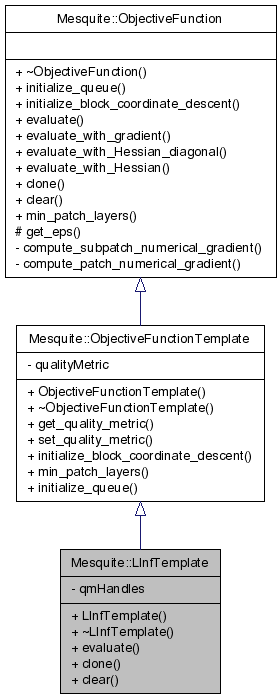 Mesquite::ObjectiveFunction
+ ~ObjectiveFunction()
+ initialize_queue()
+ initialize_block_coordinate_descent()
+ evaluate()
+ evaluate_with_gradient()
+ evaluate_with_Hessian_diagonal()
+ evaluate_with_Hessian()
+ clone()
+ clear()
+ min_patch_layers()
# get_eps()
- compute_subpatch_numerical_gradient()
- compute_patch_numerical_gradient()
Mesquite::ObjectiveFunctionTemplate
- qualityMetric
+ ObjectiveFunctionTemplate()
+ ~ObjectiveFunctionTemplate()
+ get_quality_metric()
+ set_quality_metric()
+ initialize_block_coordinate_descent()
+ min_patch_layers()
+ initialize_queue()
Mesquite::LInfTemplate
- qmHandles
+ LInfTemplate()
+ ~LInfTemplate()
+ evaluate()
+ clone()
+ clear()